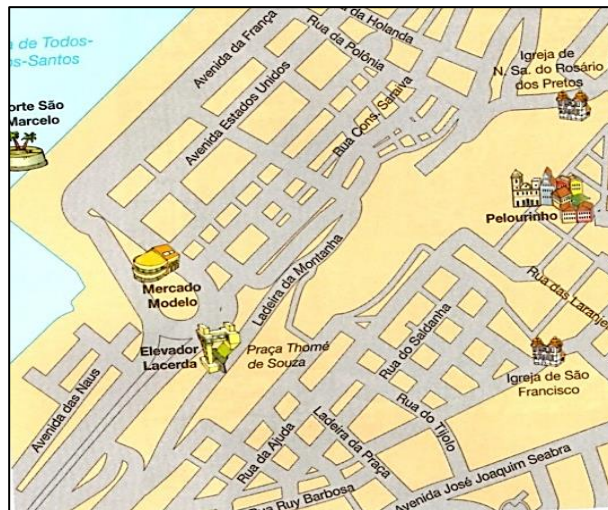 da Holanda
Rua da Polônia
Avenida da França
Igreja de
N. Sa. do Rosário
dos Pretos
a de Todos-
os-Santos
Avenida Estados Unidos
Rua Cons. Saraiva
orte São
Marcelo
Pelourinho
Mercado
Modelo
Ladeira da Montanha
Rua das Laranje
Elevador
Lacerda
Praça Thomé
de Souza
Rua do Saldanha
Igreja de São
Francisco
Avenida das Naus
Rua da Ajuda
Ladeira da Praça
Rua do Tijolo
Rua Ruy Barbosa
Avenida José Joaquim Seabra